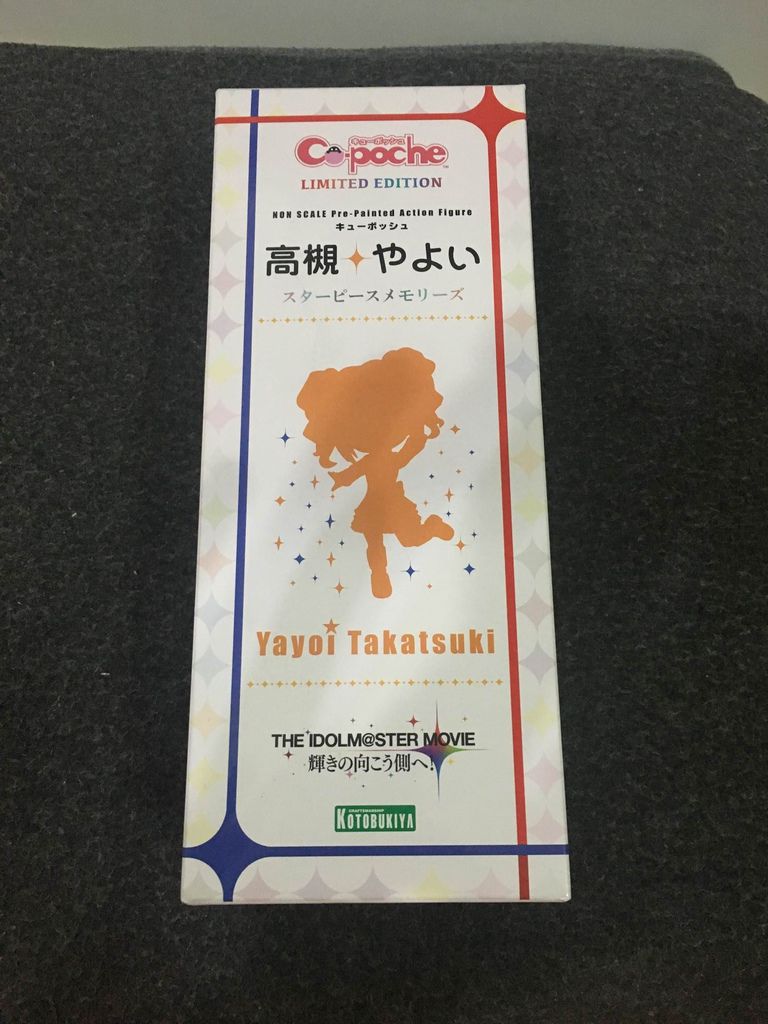 キューポッシュ
Cu-poche™
LIMITED EDITION
NON SCALE Pre-Painted Action Figure
キューポッシュ
高槻 やよい
スターピースメモリーズ
Yayoi Takatsuki
THE IDOLM@STER MOVIE
輝きの向こう側へ!
CRAFTSMANSHIP
KOTOBUKIYA